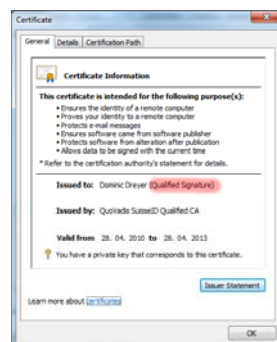 Certificate
General Details Certification Path
Certificate Information
This certificate is intended for the following purpose(s):
• Ensures the identity of a remote computer
• Proves your identity to a remote computer
• Protects e-mail messages
• Ensures software came from software publisher
• Protects software from alteration after publication
• Allows data to be signed with the current time
* Refer to the certification authority's statement for details.
Issued to: Dominic Dreyer (Qualified Signature)
Issued by: QuoVadis SuisseID Qualified CA
Valid from 28. 04. 2010 to 28. 04. 2013
You have a private key that corresponds to this certificate.
Issuer Statement
Learn more about certificates
OK